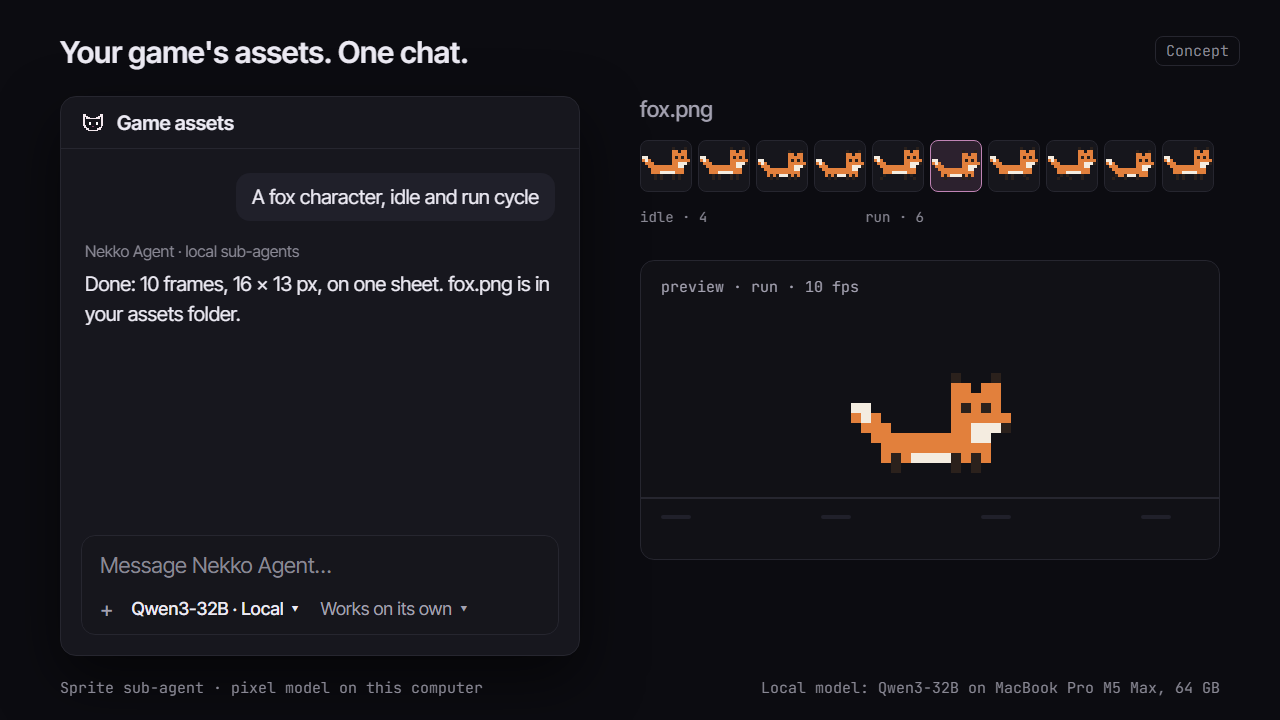 Your game's assets. One chat.
Concept
Game assets
A fox character, idle and run cycle
Nekko Agent · local sub-agents
Done: 10 frames, 16 × 13 px, on one sheet. fox.png is in
your assets folder.
Message Nekko Agent...
+ Qwen3-32B · Local ▾ Works on its own ▾
fox.png
idle · 4
run · 6
preview · run · 10 fps
Sprite sub-agent · pixel model on this computer
Local model: Qwen3-32B on MacBook Pro M5 Max, 64 GB